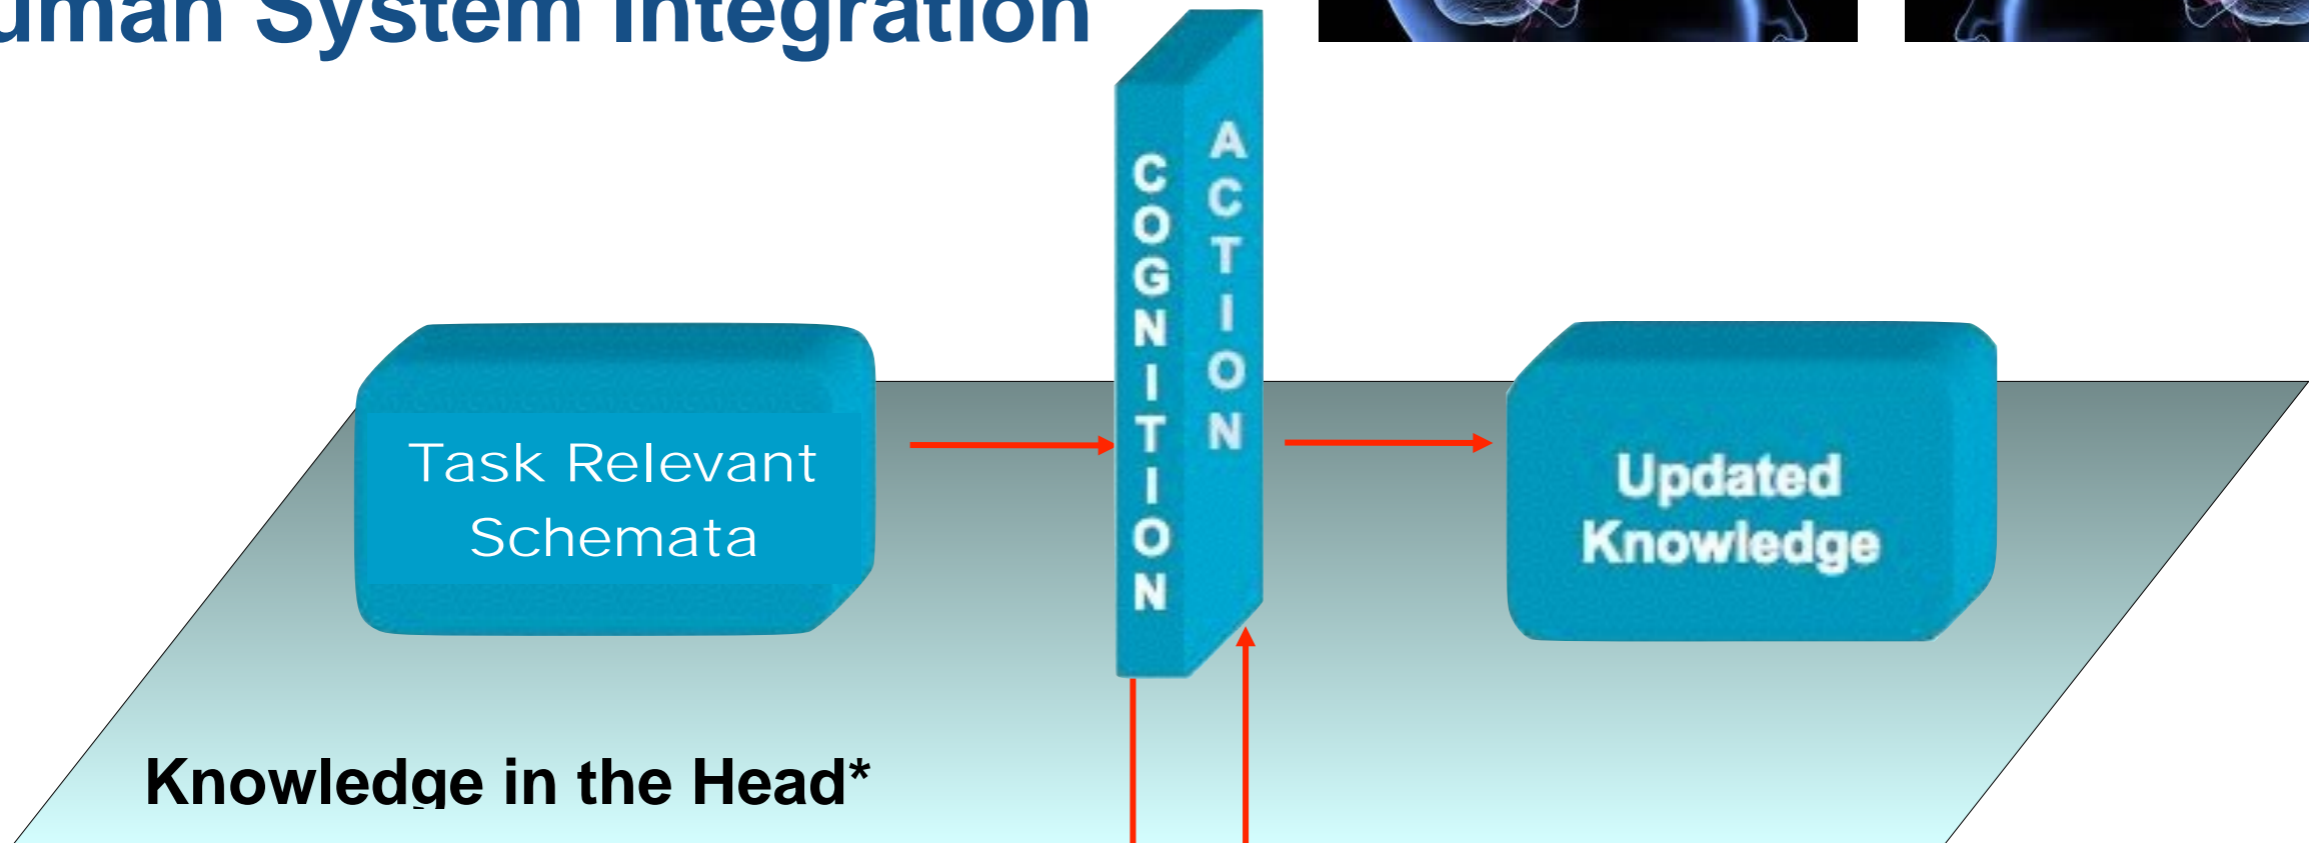 uman System Integration
COGNITION
ACTION
Task Relevant
Schemata
Updated
Knowledge
Knowledge in the Head*